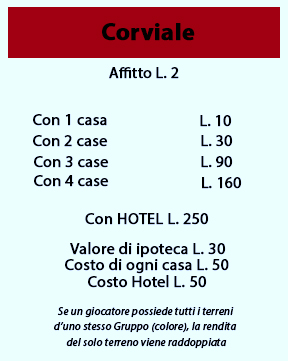 Corviale
Affitto L. 2
Con 1 casa L. 10
Con 2 case L. 30
Con 3 case L. 90
Con 4 case L. 160
Con HOTEL L. 250
Valore di ipoteca L. 30
Costo di ogni casa L. 50
Costo Hotel L. 50
Se un giocatore possiede tutti i terreni
d'uno stesso Gruppo (colore), la rendita
del solo terreno viene raddoppiata